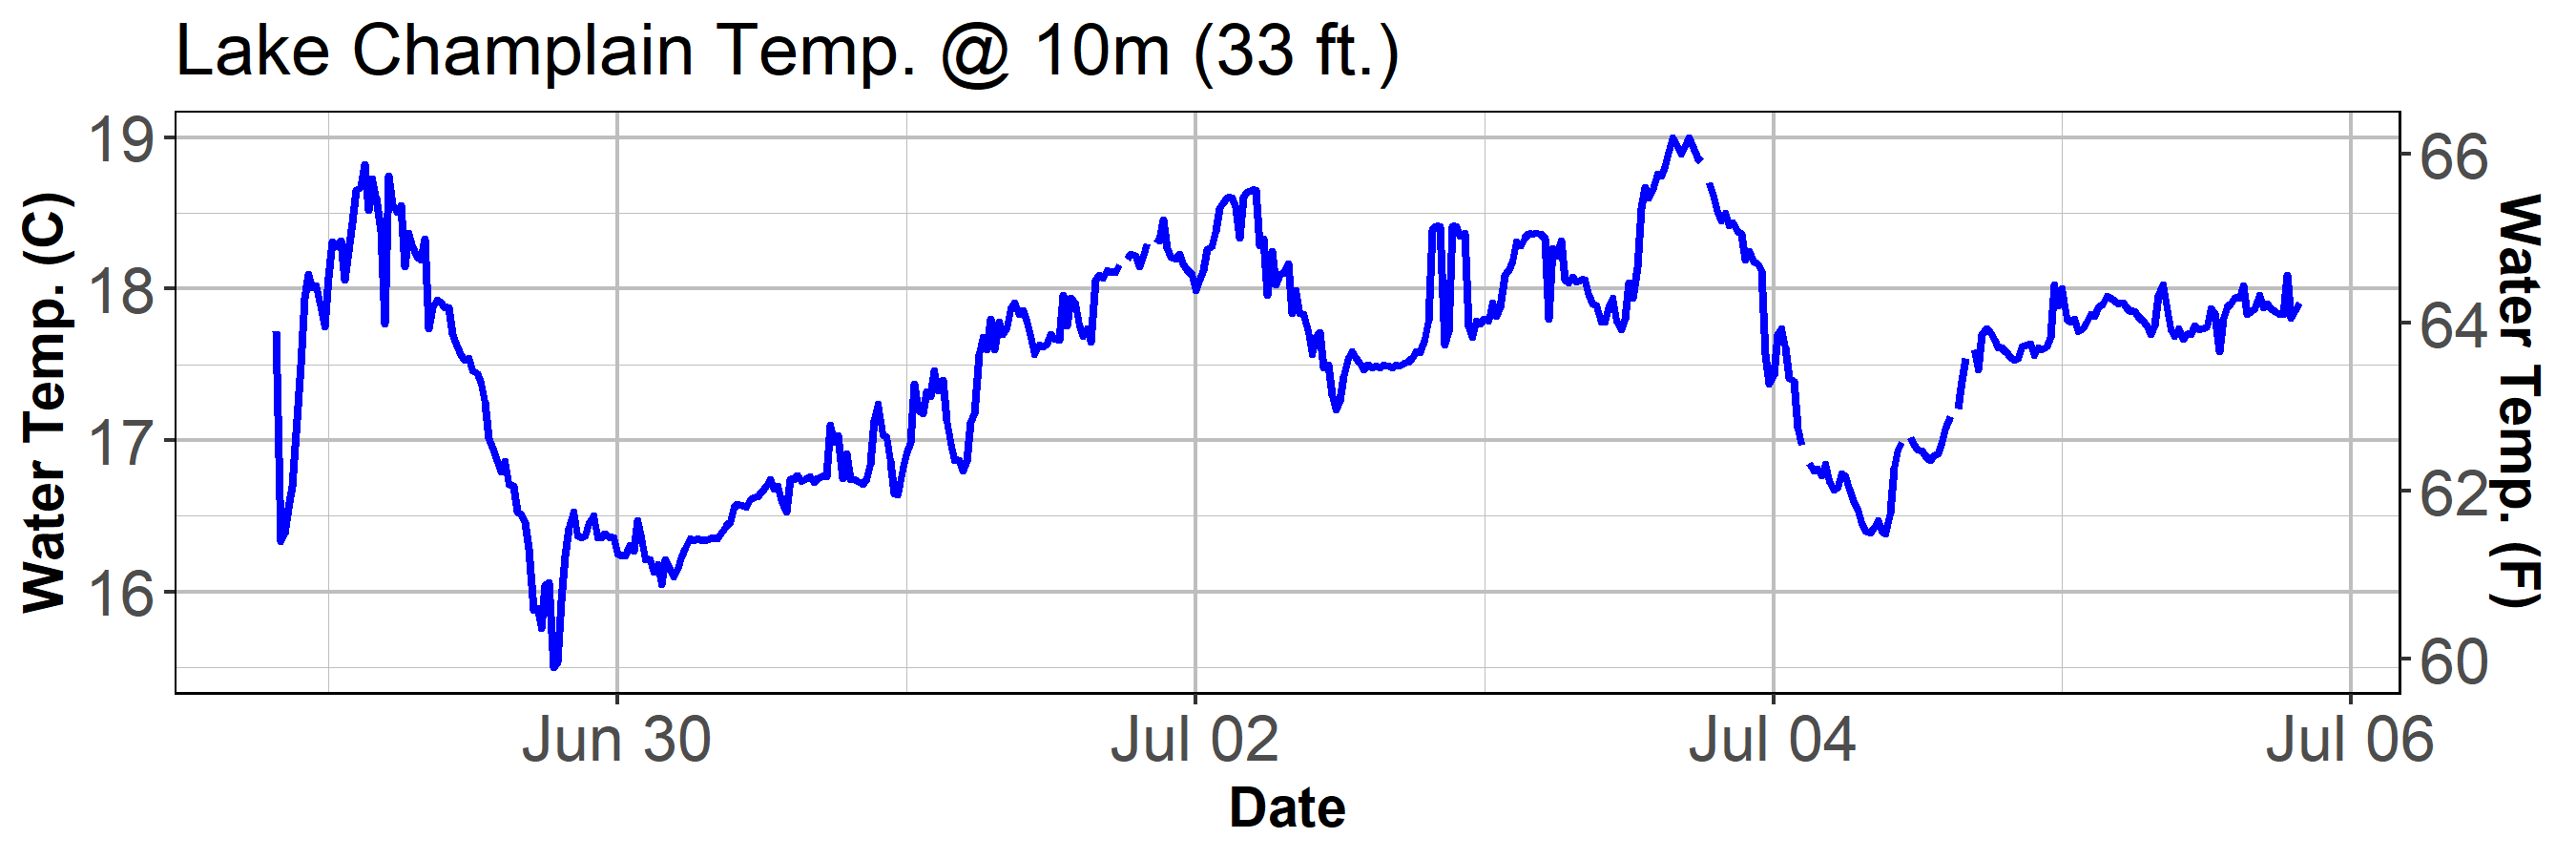 Lake Champlain Temp. @ 10m (33 ft.)
Water Temp. (C)
19
18
17
16
66
64
62
60
Water Temp. (F)
Jun 30
Jul 02
Jul 04
Jul 06
Date